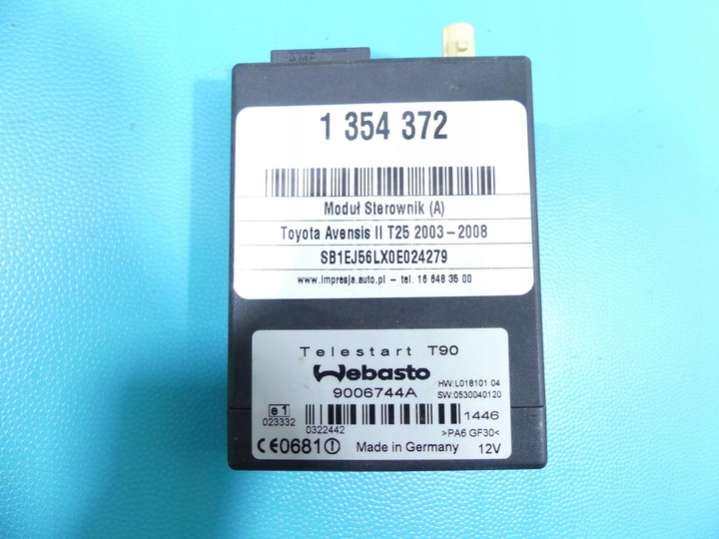 AMP
1 354 372
Moduł Sterownik (A)
Toyota Avensis II T25 2003-2008
SB1EJ56LX0E024279
www.impresja.auto.pl - tel. 16 648 35 00
Telestart T90
Webasto
9006744A
HW:L018101 04
SW:0530040120
e1
023332
0322442
1446
>PA6 GF30<
CE0681!
Made in Germany
12V